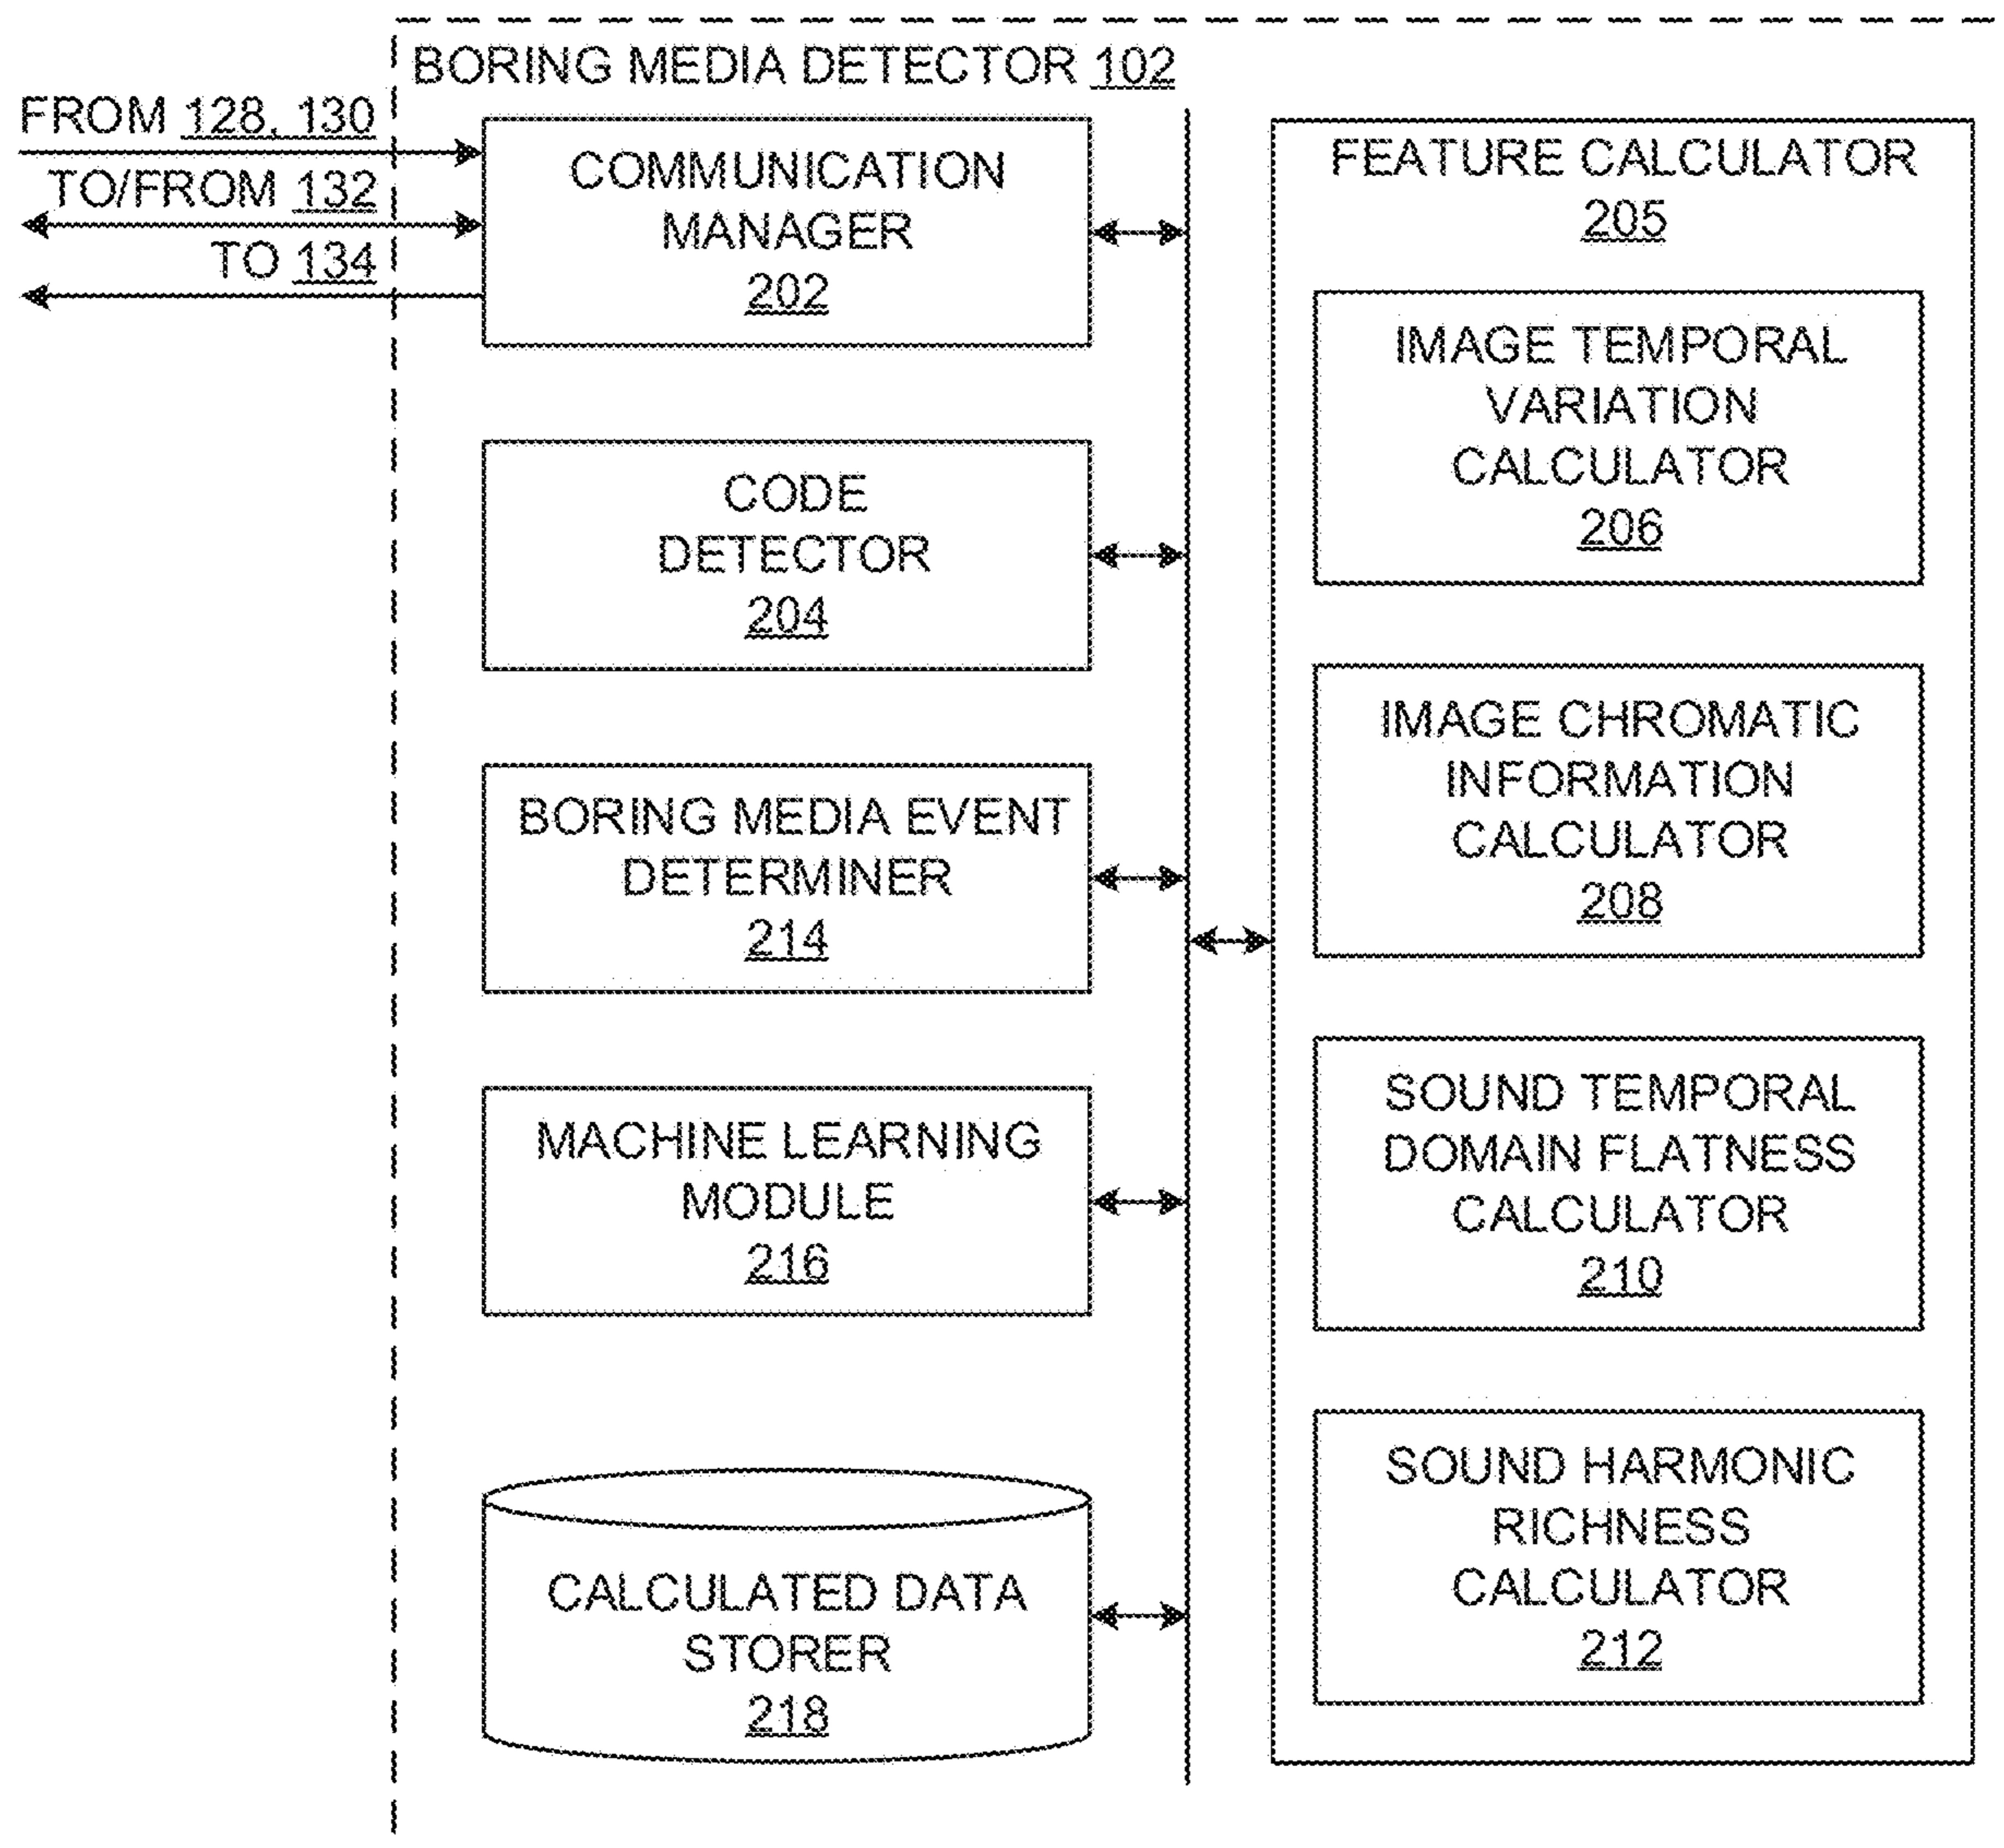 BORING MEDIA DETECTOR 102
FROM 128, 130
TO/FROM 132
TO 134
COMMUNICATION
MANAGER
202
CODE
DETECTOR
204
BORING MEDIA EVENT
DETERMINER
214
MACHINE LEARNING
MODULE
216
CALCULATED DATA
STORER
218
FEATURE CALCULATOR
205
IMAGE TEMPORAL
VARIATION
CALCULATOR
206
IMAGE CHROMATIC
INFORMATION
CALCULATOR
208
SOUND TEMPORAL
DOMAIN FLATNESS
CALCULATOR
210
SOUND HARMONIC
RICHNESS
CALCULATOR
212